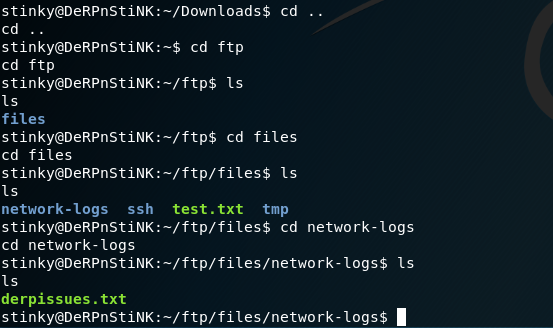 stinky@DeRPnStiNK:~/Downloads$ cd ..
cd ..
stinky@DeRPnStiNK:~$ cd ftp
cd ftp
stinky@DeRPnStiNK:~/ftp$ ls
ls
files
stinky@DeRPnStiNK:~/ftp$ cd files
cd files
stinky@DeRPnStiNK:~/ftp/files$ ls
ls
network-logs  ssh  test.txt  tmp
stinky@DeRPnStiNK:~/ftp/files$ cd network-logs
cd network-logs
stinky@DeRPnStiNK:~/ftp/files/network-logs$ ls
ls
derpissues.txt
stinky@DeRPnStiNK:~/ftp/files/network-logs$